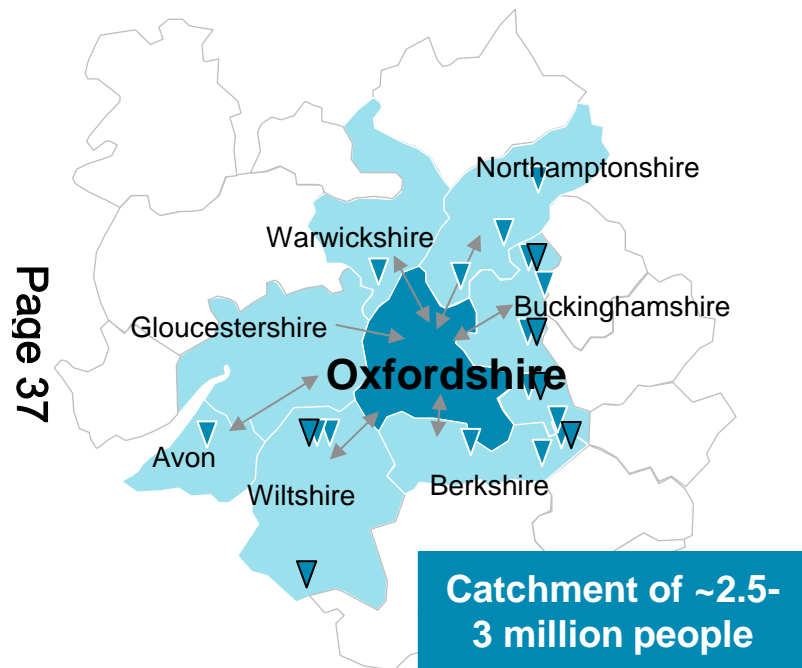 Northamptonshire
Warwickshire
Buckinghamshire
Gloucestershire
Oxfordshire
Avon
Wiltshire
Berkshire
Catchment of ~2.5-
3 million people
Page 37